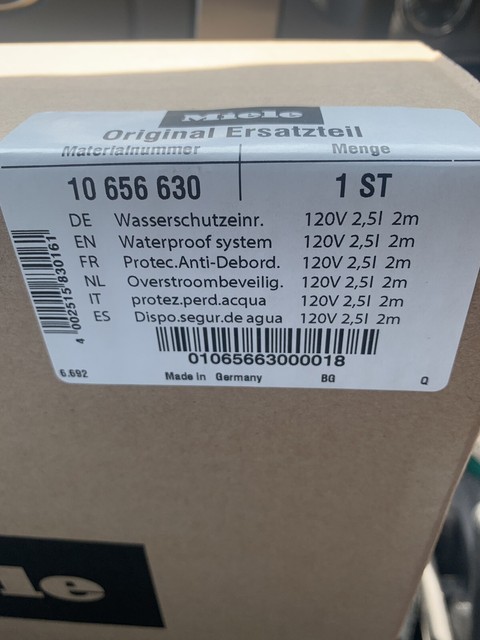 Miele
Original Ersatzteil
Materialnummer Menge
10 656 630 1 ST
DE Wasserschutzeinr. 120V 2,5l 2m
EN Waterproof system 120V 2,5l 2m
FR Protec.Anti-Debord. 120V 2,5l 2m
NL Overstroombeveilig. 120V 2,5l 2m
IT protez.perd.acqua 120V 2,5l 2m
ES Dispo.segur.de agua 120V 2,5l 2m
4 002515 830161
01065663000018
6.692 Made in Germany BG Q
ele